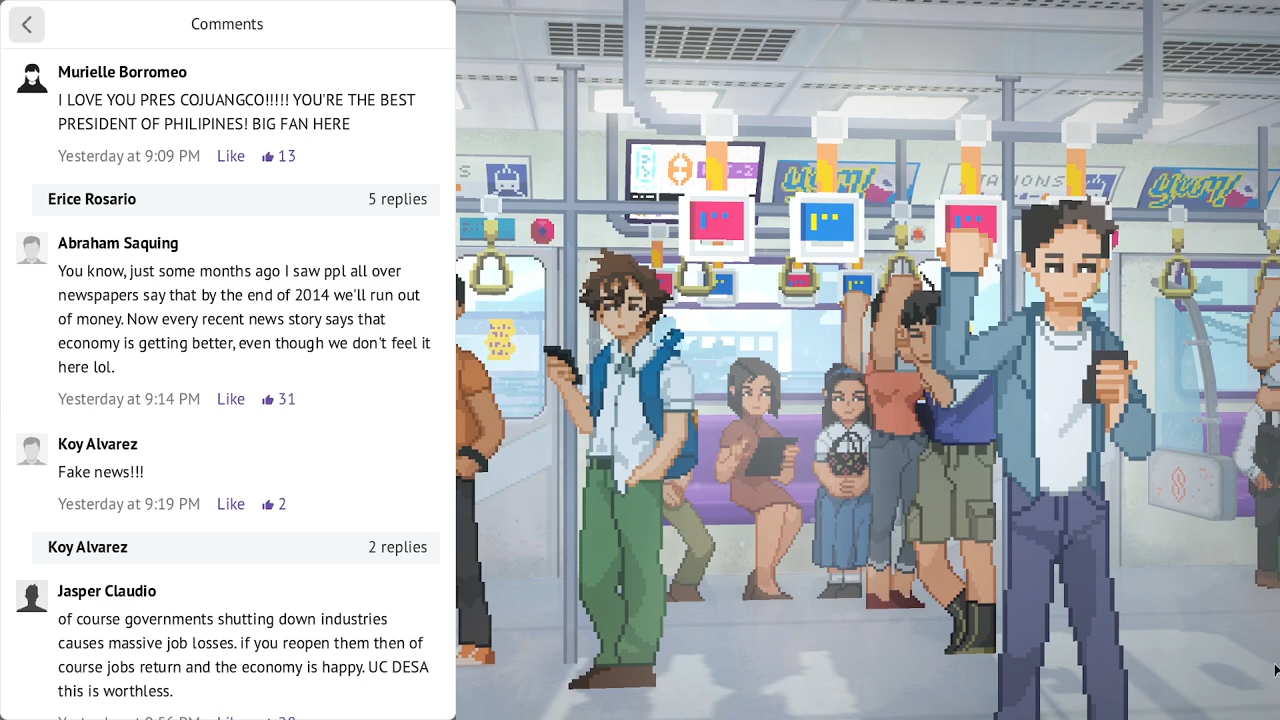 Comments
Murielle Borromeo
I LOVE YOU PRES COJUANGCO!!!!! YOU'RE THE BEST
PRESIDENT OF PHILIPINES! BIG FAN HERE
Yesterday at 9:09 PM Like 13
Erice Rosario 5 replies
Abraham Saquing
You know, just some months ago I saw ppl all over
newspapers say that by the end of 2014 we'll run out
of money. Now every recent news story says that
economy is getting better, even though we don't feel it
here lol.
Yesterday at 9:14 PM Like 31
Koy Alvarez
Fake news!!!
Yesterday at 9:19 PM Like 2
Koy Alvarez 2 replies
Jasper Claudio
of course governments shutting down industries
causes massive job losses. if you reopen them then of
course jobs return and the economy is happy. UC DESA
this is worthless.